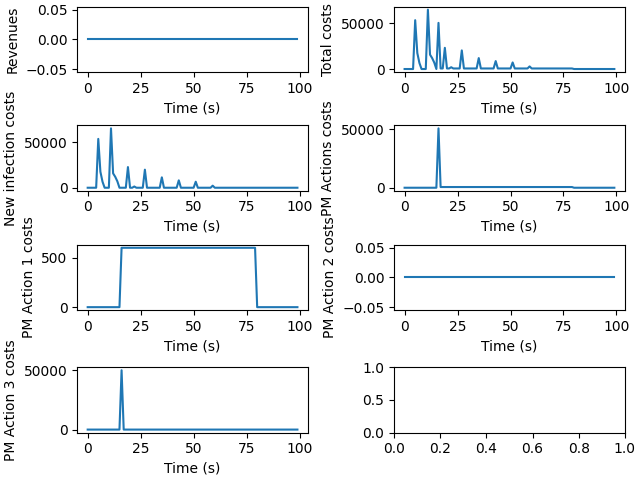 Revenues
0.05
0.00
−0.05
0 25 50 75 100
Time (s)
Total costs
50000
0
0 25 50 75 100
Time (s)
New infection costs
50000
0
0 25 50 75 100
Time (s)
PM Actions costs
50000
0
0 25 50 75 100
Time (s)
PM Action 1 costs
500
0
0 25 50 75 100
Time (s)
PM Action 2 costs
0.05
0.00
−0.05
0 25 50 75 100
Time (s)
PM Action 3 costs
50000
0
0 25 50 75 100
Time (s)
1.0
0.5
0.0
0.0 0.2 0.4 0.6 0.8 1.0